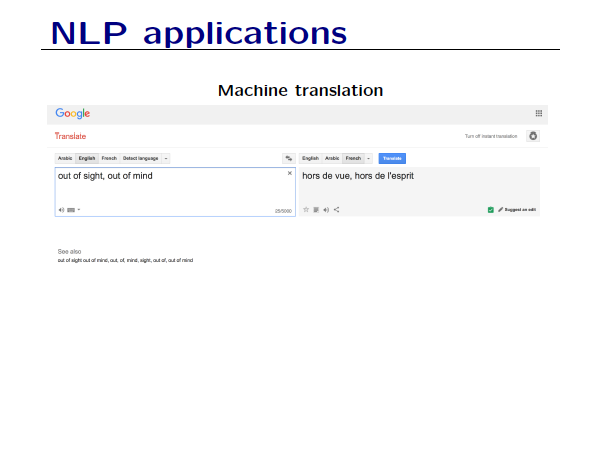 NLP applications
Machine translation
Google
Translate
Turn off instant translation
Arabic English French Detect language
English Arabic French Translate
out of sight, out of mind
hors de vue, hors de l'esprit
25/5000
Suggest an edit
See also
out of sight out of mind, out, of, mind, sight, out of, out of mind